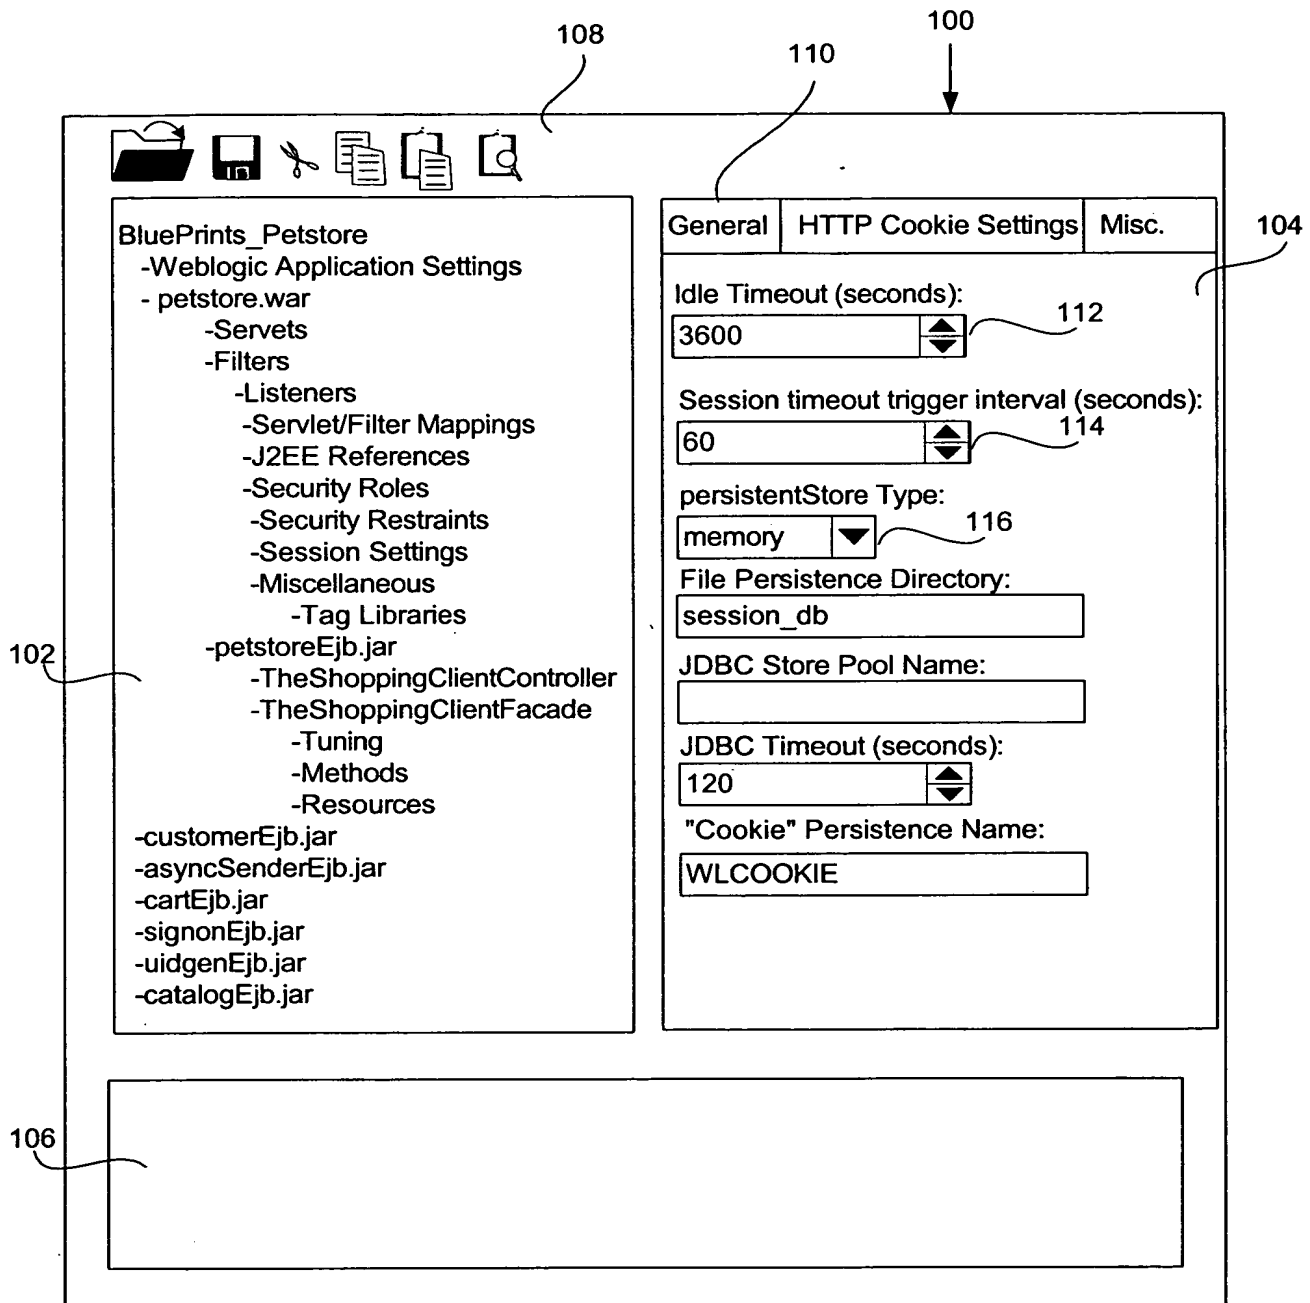 100
108
110
BluePrints_Petstore
-Weblogic Application Settings
- petstore.war
-Servets
-Filters
-Listeners
-Servlet/Filter Mappings
-J2EE References
-Security Roles
-Security Restraints
-Session Settings
-Miscellaneous
-Tag Libraries
-petstoreEjb.jar
-TheShoppingClientController
-TheShoppingClientFacade
-Tuning
-Methods
-Resources
-customerEjb.jar
-asyncSenderEjb.jar
-cartEjb.jar
-signonEjb.jar
-uidgenEjb.jar
-catalogEjb.jar
102
General HTTP Cookie Settings Misc.
104
Idle Timeout (seconds):
3600
112
Session timeout trigger interval (seconds):
60
114
persistentStore Type:
memory
116
File Persistence Directory:
session_db
JDBC Store Pool Name:
JDBC Timeout (seconds):
120
"Cookie" Persistence Name:
WLCOOKIE
106